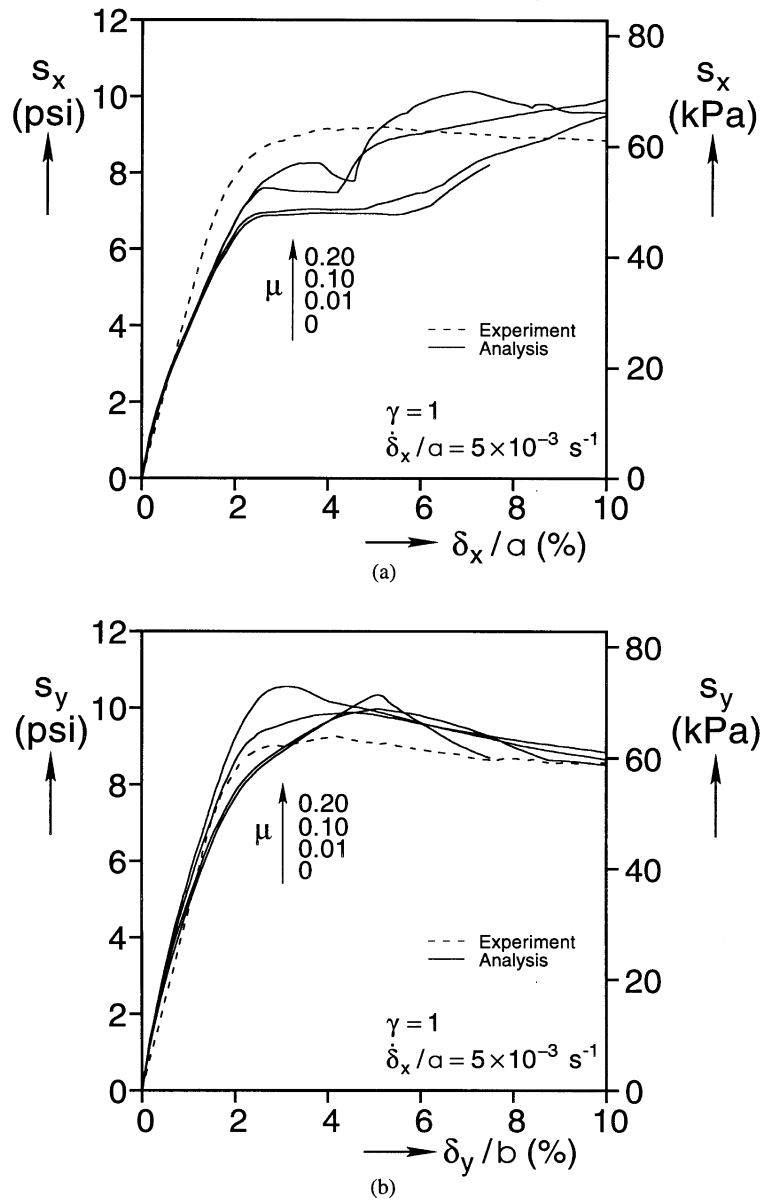 12
10
8
6
4
2
0
s_x
(psi)
80
60
40
20
0
s_x
(kPa)
μ
0.20
0.10
0.01
0
Experiment
Analysis
γ = 1
δ̇_x/a = 5×10⁻³ s⁻¹
0 2 4 6 8 10
δ_x/a (%)
(a)
12
10
8
6
4
2
0
s_y
(psi)
80
60
40
20
0
s_y
(kPa)
μ
0.20
0.10
0.01
0
Experiment
Analysis
γ = 1
δ̇_x/a = 5×10⁻³ s⁻¹
0 2 4 6 8 10
δ_y/b (%)
(b)